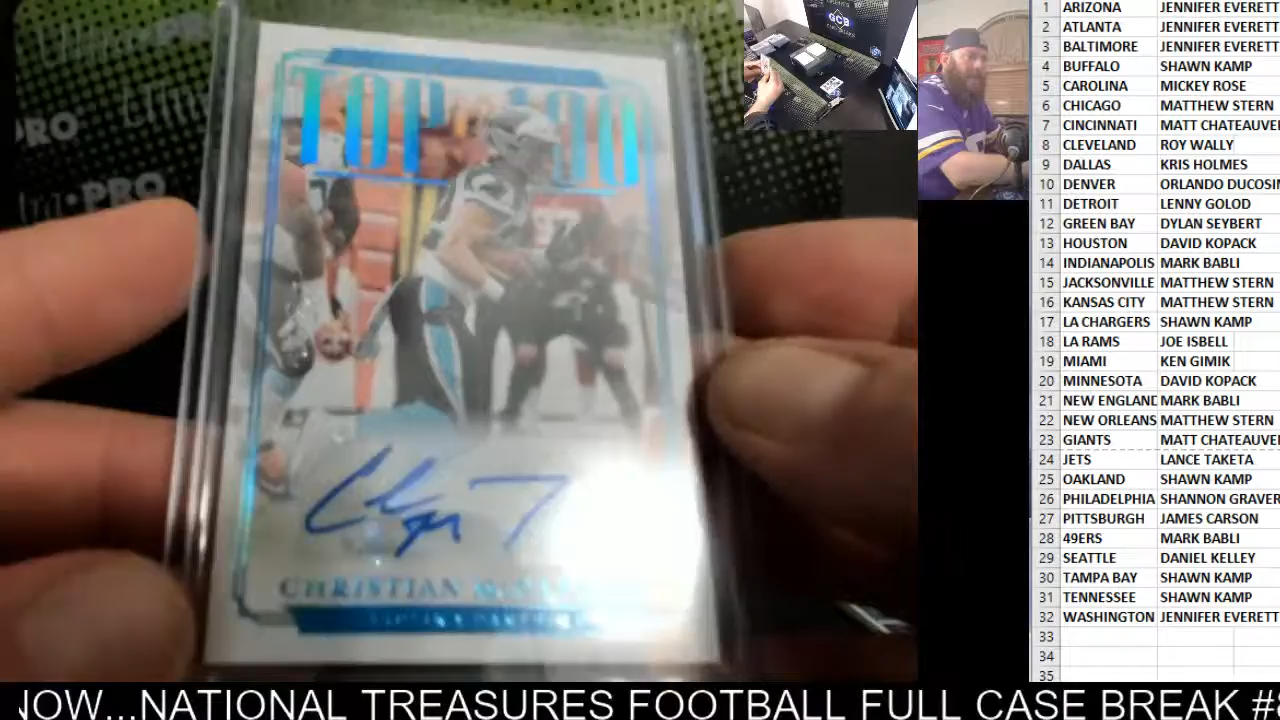 TOP 100
CHRISTIAN
PRO
PRO
GCB
1 ARIZONA JENNIFER EVERETT
2 ATLANTA JENNIFER EVERETT
3 BALTIMORE JENNIFER EVERETT
4 BUFFALO SHAWN KAMP
5 CAROLINA MICKEY ROSE
6 CHICAGO MATTHEW STERN
7 CINCINNATI MATT CHATEAUVE
8 CLEVELAND ROY WALLY
9 DALLAS KRIS HOLMES
10 DENVER ORLANDO DUCOSI
11 DETROIT LENNY GOLOD
12 GREEN BAY DYLAN SEYBERT
13 HOUSTON DAVID KOPACK
14 INDIANAPOLIS MARK BABLI
15 JACKSONVILLE MATTHEW STERN
16 KANSAS CITY MATTHEW STERN
17 LA CHARGERS SHAWN KAMP
18 LA RAMS JOE ISBELL
19 MIAMI KEN GIMIK
20 MINNESOTA DAVID KOPACK
21 NEW ENGLAND MARK BABLI
22 NEW ORLEANS MATTHEW STERN
23 GIANTS MATT CHATEAUVE
24 JETS LANCE TAKETA
25 OAKLAND SHAWN KAMP
26 PHILADELPHIA SHANNON GRAVER
27 PITTSBURGH JAMES CARSON
28 49ERS MARK BABLI
29 SEATTLE DANIEL KELLEY
30 TAMPA BAY SHAWN KAMP
31 TENNESSEE SHAWN KAMP
32 WASHINGTON JENNIFER EVERETT
33
34
35
NOW...NATIONAL TREASURES FOOTBALL FULL CASE BREAK #